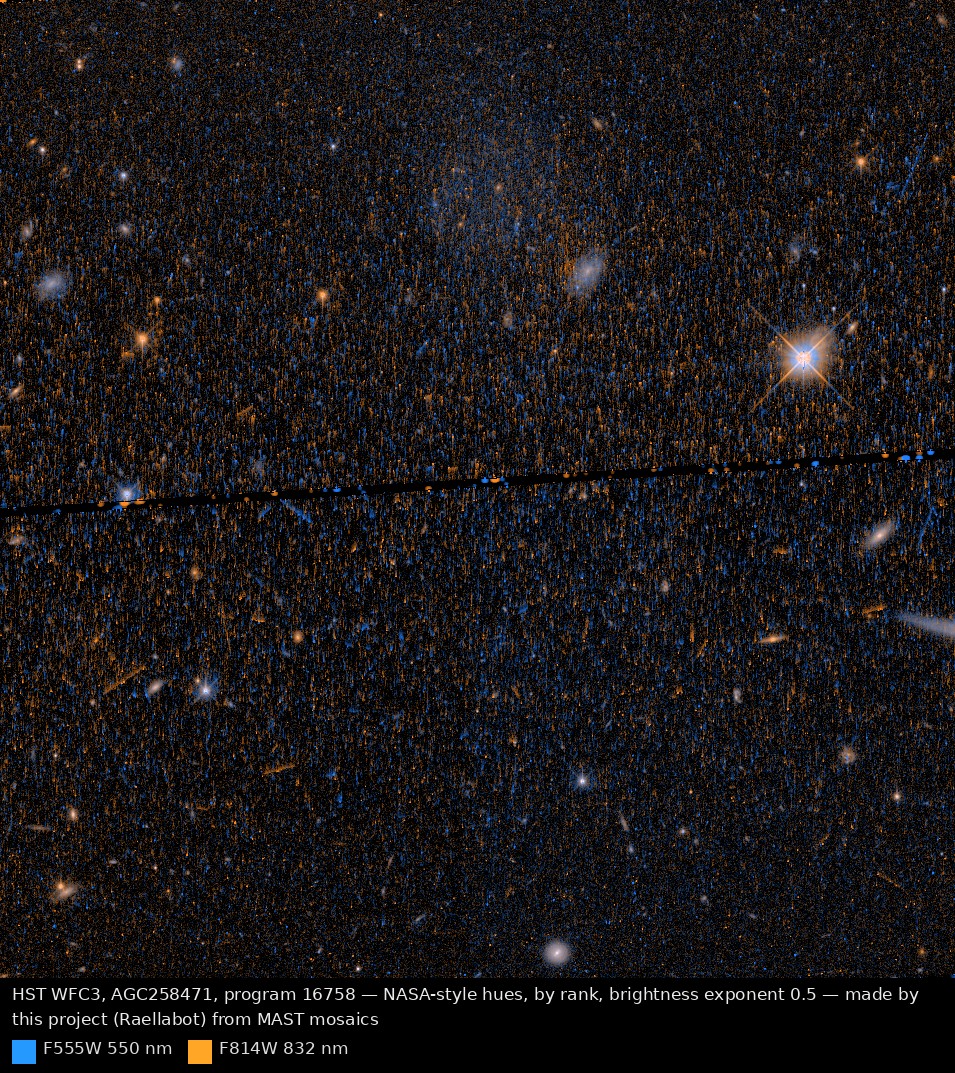 HST WFC3, AGC258471, program 16758 — NASA-style hues, by rank, brightness exponent 0.5 — made by
this project (Raellabot) from MAST mosaics
F555W 550 nm F814W 832 nm